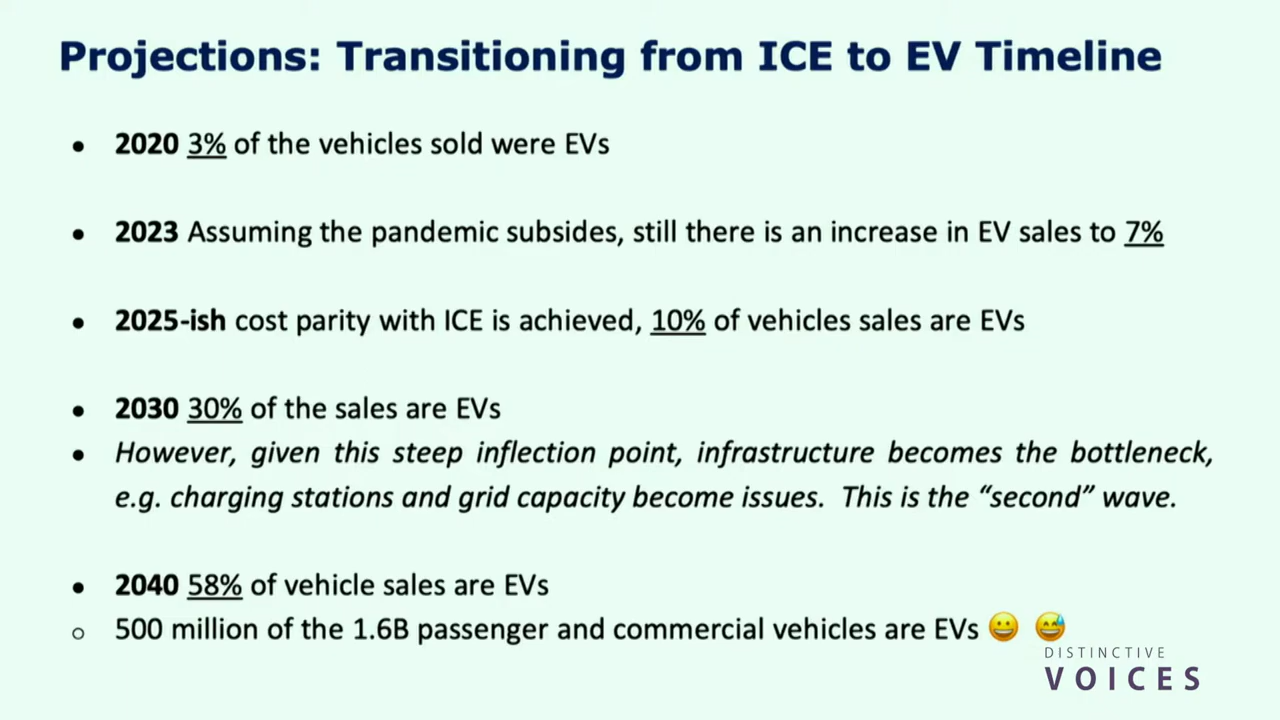 Projections: Transitioning from ICE to EV Timeline
• 2020 3% of the vehicles sold were EVs
• 2023 Assuming the pandemic subsides, still there is an increase in EV sales to 7%
• 2025-ish cost parity with ICE is achieved, 10% of vehicles sales are EVs
• 2030 30% of the sales are EVs
• However, given this steep inflection point, infrastructure becomes the bottleneck,
e.g. charging stations and grid capacity become issues. This is the “second” wave.
• 2040 58% of vehicle sales are EVs
○ 500 million of the 1.6B passenger and commercial vehicles are EVs 😀 😅
DISTINCTIVE
VOICES